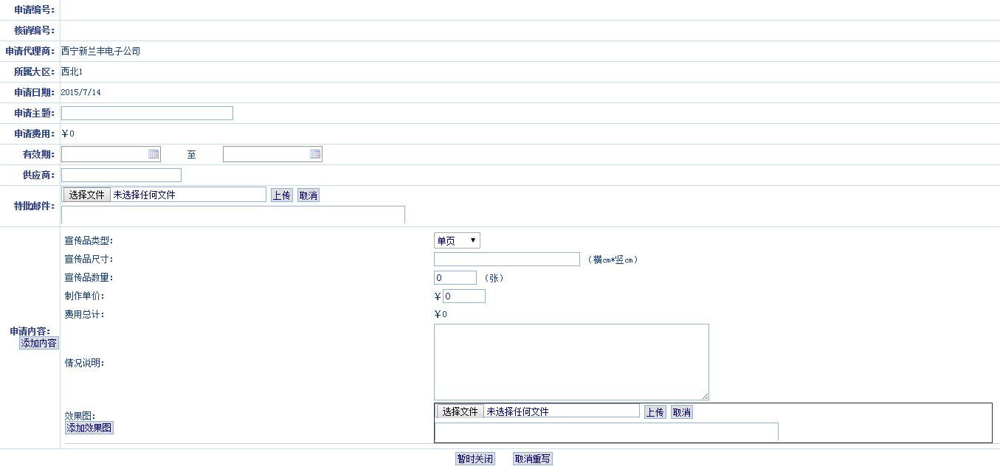 申请编号：
核销编号：
申请代理商： 西宁新兰丰电子公司
所属大区： 西北1
申请日期： 2015/7/14
申请主题：
申请费用： ￥0
有效期： 至
供应商：
特批邮件： 选择文件 未选择任何文件 上传 取消
宣传品类型： 单页
宣传品尺寸： （横cm*竖cm）
宣传品数量： 0 （张）
制作单价： ￥ 0
费用总计： ￥0
申请内容：
添加内容
情况说明：
效果图： 选择文件 未选择任何文件 上传 取消
添加效果图
暂时关闭 取消重写